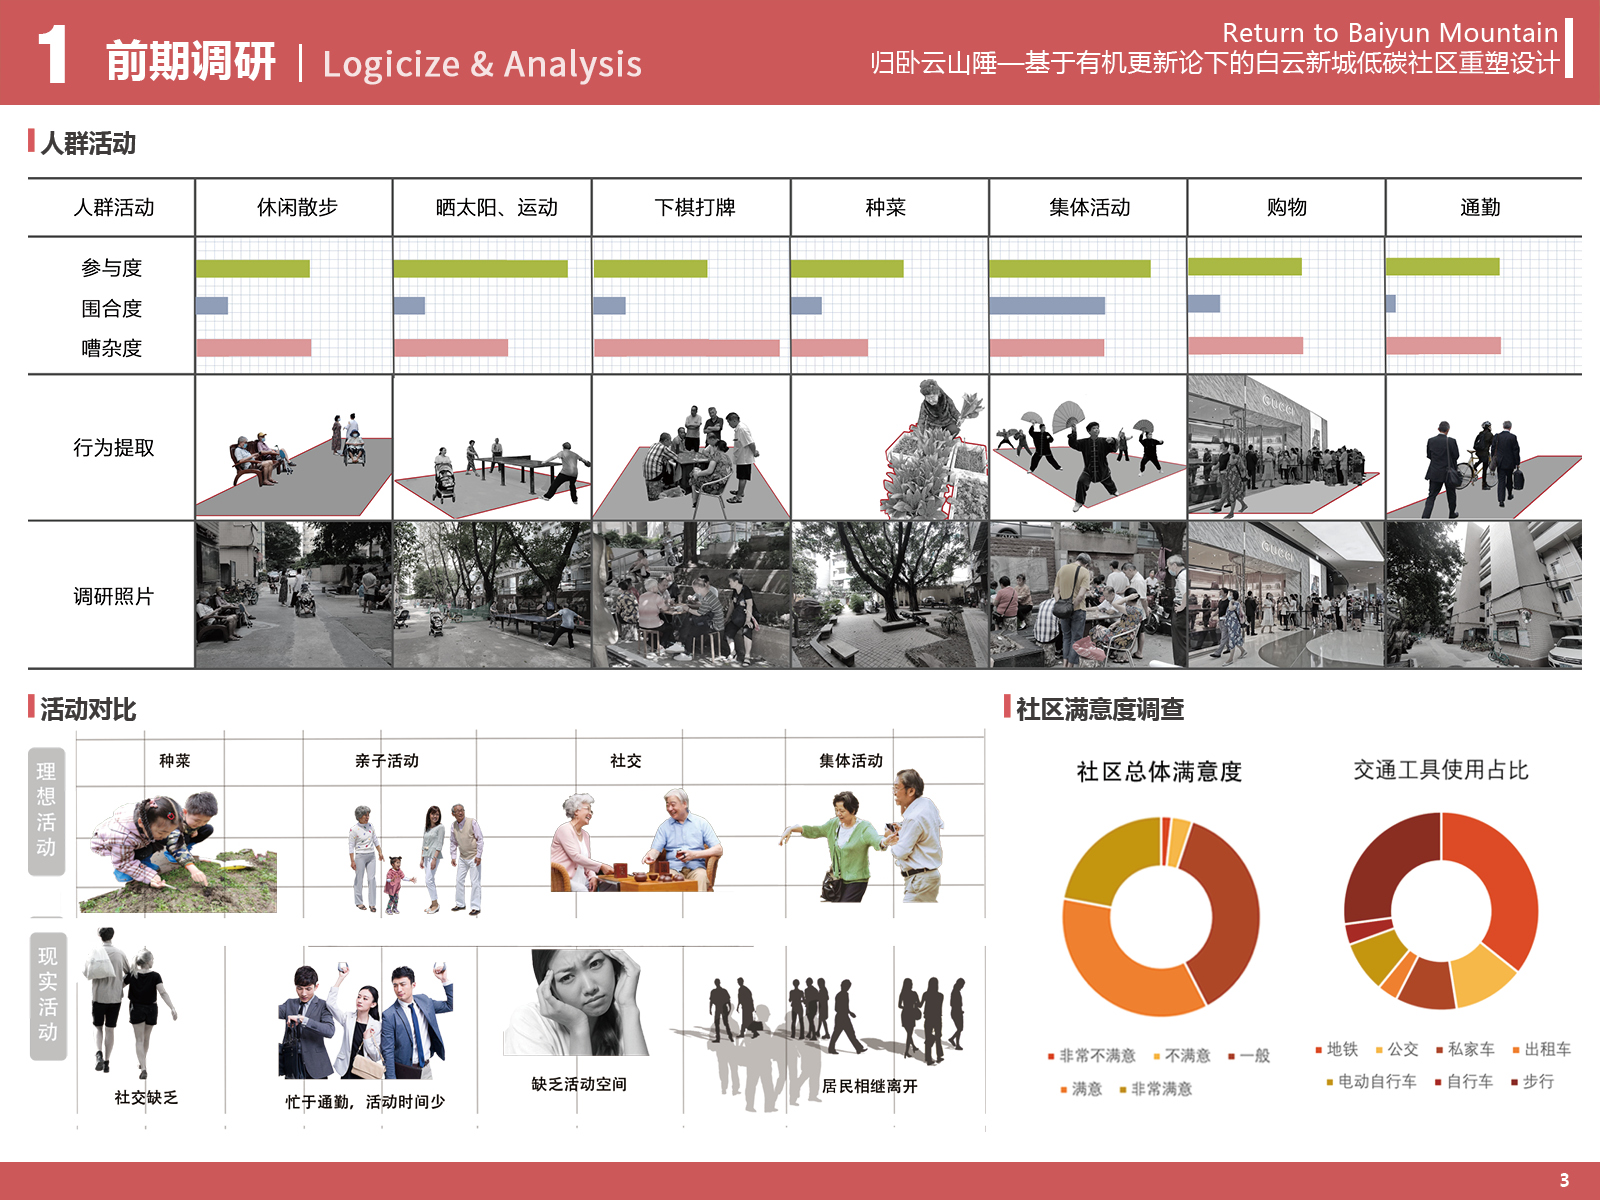 1 前期调研 | Logicize & Analysis
Return to Baiyun Mountain
归卧云山陲—基于有机更新论下的白云新城低碳社区重塑设计
人群活动
人群活动 休闲散步 晒太阳、运动 下棋打牌 种菜 集体活动 购物 通勤
参与度
围合度
嘈杂度
行为提取
GUCCI
调研照片
GUCCI
活动对比
理想活动
种菜 亲子活动 社交 集体活动
现实活动
社交缺乏
忙于通勤，活动时间少
缺乏活动空间
居民相继离开
社区满意度调查
社区总体满意度
非常不满意 不满意 一般
满意 非常满意
交通工具使用占比
地铁 公交 私家车 出租车
电动自行车 自行车 步行
3